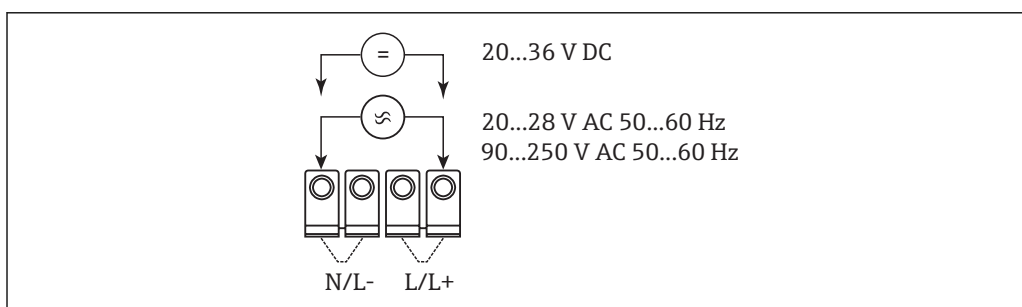 =
20...36 V DC
≈
20...28 V AC 50...60 Hz
90...250 V AC 50...60 Hz
N/L- L/L+